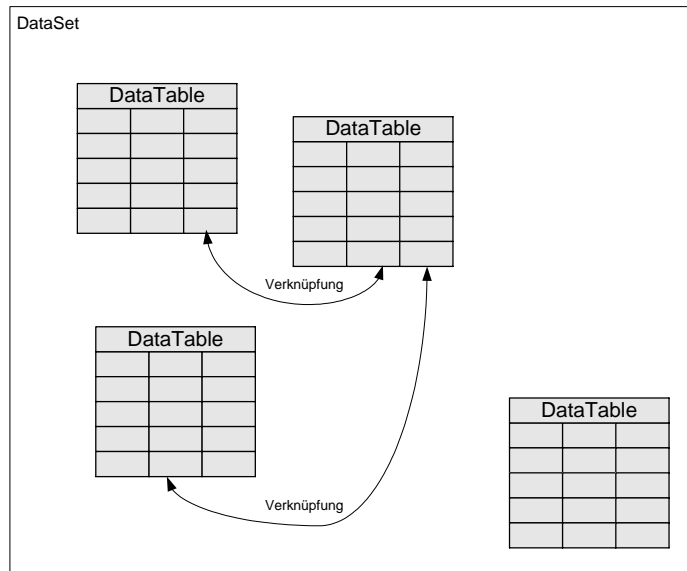 DataSet
DataTable
DataTable
Verknüpfung
DataTable
DataTable
Verknüpfung